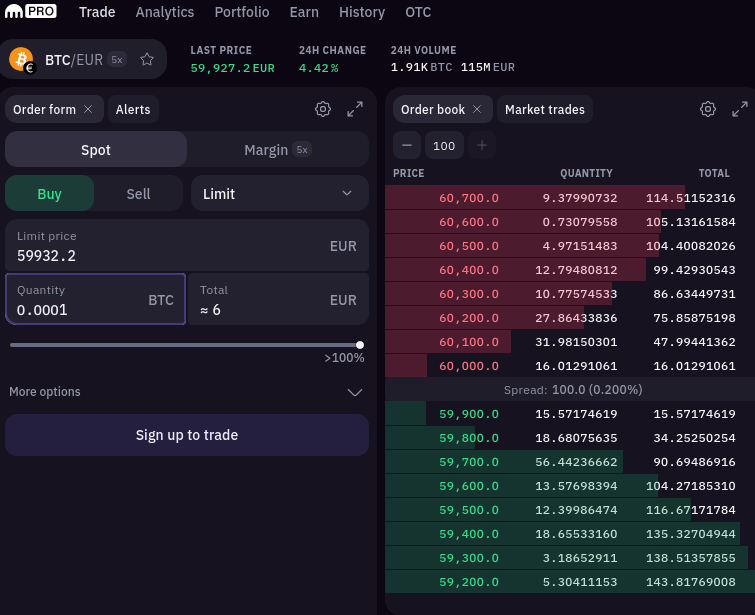 PRO Trade Analytics Portfolio Earn History OTC
BTC/EUR 5x
LAST PRICE 24H CHANGE 24H VOLUME
59,927.2 EUR 4.42% 1.91K BTC 115M EUR
Order form Alerts
Spot Margin 5x
Buy Sell Limit
Limit price
59932.2 EUR
Quantity Total
0.0001 BTC ≈ 6 EUR
>100%
More options
Sign up to trade
Order book Market trades
100
PRICE QUANTITY TOTAL
60,700.0 9.37990732 114.51152316
60,600.0 0.73079558 105.13161584
60,500.0 4.97151483 104.40082026
60,400.0 12.79480812 99.42930543
60,300.0 10.77574533 86.63449731
60,200.0 27.86433836 75.85875198
60,100.0 31.98150301 47.99441362
60,000.0 16.01291061 16.01291061
Spread: 100.0 (0.200%)
59,900.0 15.57174619 15.57174619
59,800.0 18.68075635 34.25250254
59,700.0 56.44236662 90.69486916
59,600.0 13.57698394 104.27185310
59,500.0 12.39986474 116.67171784
59,400.0 18.65533160 135.32704944
59,300.0 3.18652911 138.51357855
59,200.0 5.30411153 143.81769008